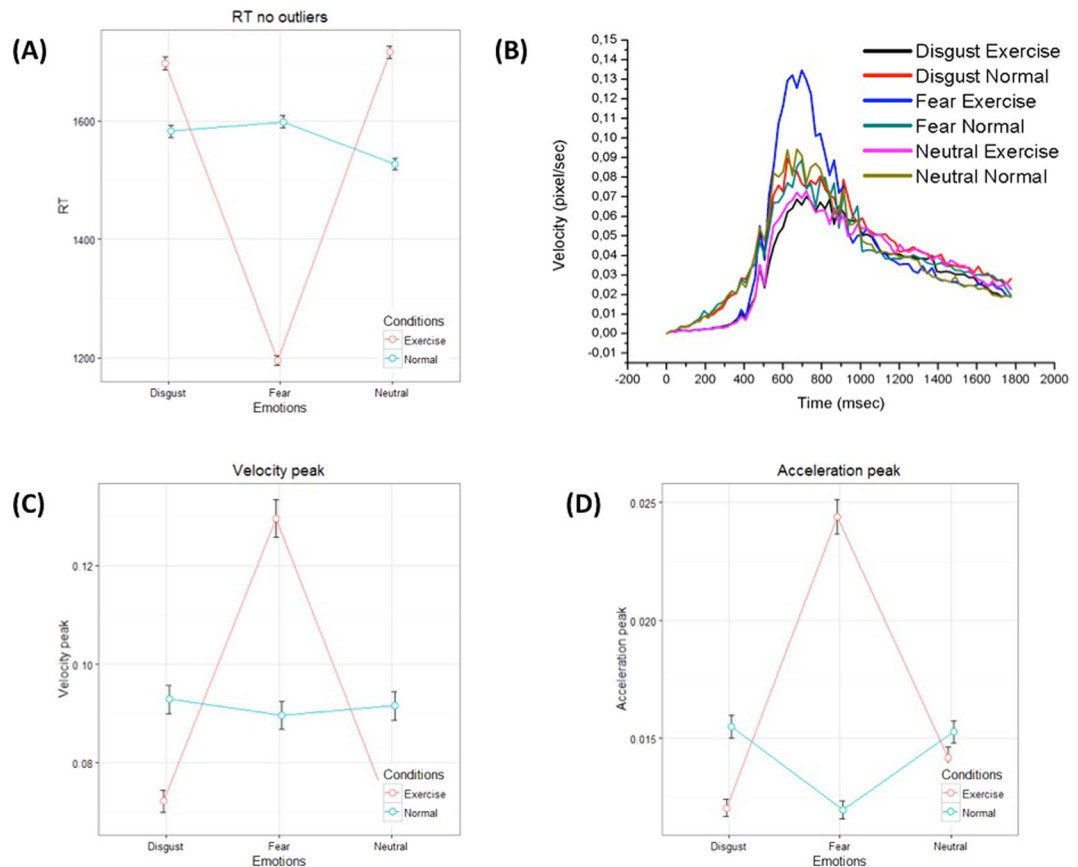 (A)
RT no outliers
RT
1600
1400
1200
Disgust
Fear
Neutral
Emotions
Conditions
Exercise
Normal
(B)
0,15
0,14
0,13
0,12
0,11
0,10
0,09
0,08
0,07
0,06
0,05
0,04
0,03
0,02
0,01
0,00
-0,01
Velocity (pixel/sec)
Disgust Exercise
Disgust Normal
Fear Exercise
Fear Normal
Neutral Exercise
Neutral Normal
-200 0 200 400 600 800 1000 1200 1400 1600 1800 2000
Time (msec)
(C)
Velocity peak
Velocity peak
0.12
0.10
0.08
Disgust
Fear
Neutral
Emotions
Conditions
Exercise
Normal
(D)
Acceleration peak
Acceleration peak
0.025
0.020
0.015
Disgust
Fear
Neutral
Emotions
Conditions
Exercise
Normal